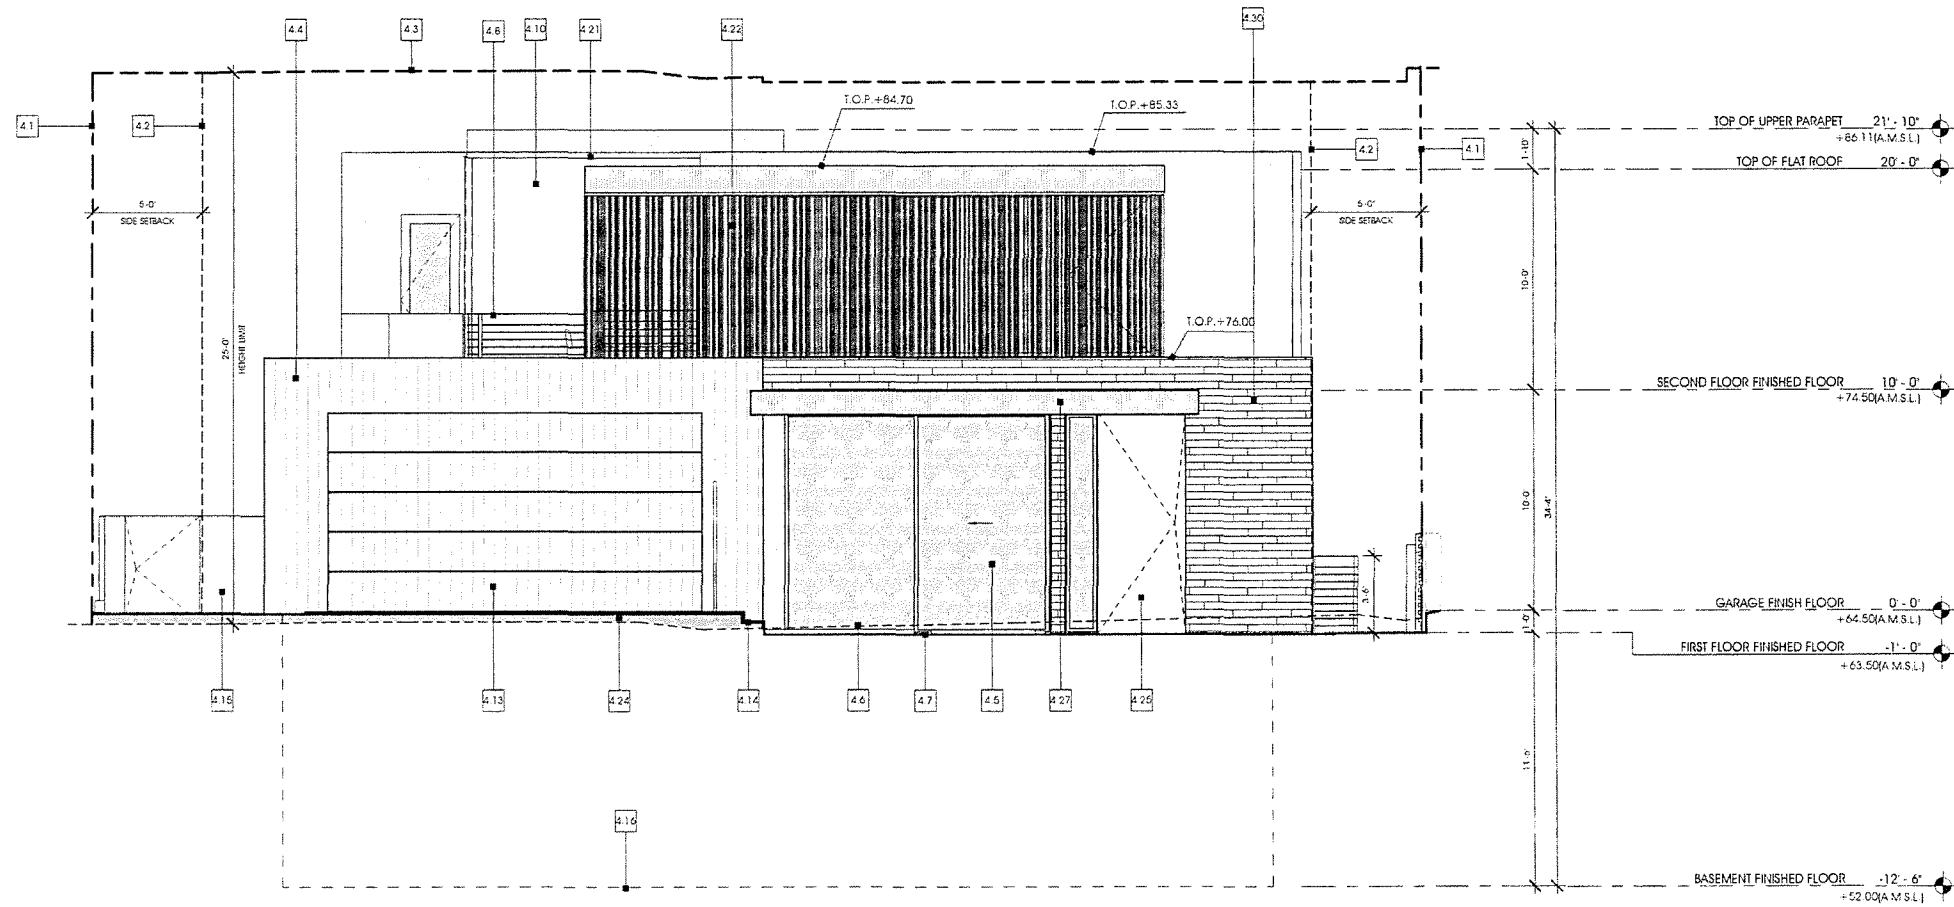 4.4
4.3
4.8
4.10
4.21
4.22
4.30
T.O.P.+84.70
T.O.P.+85.33
4.1
4.2
4.2
4.1
TOP OF UPPER PARAPET 21' - 10"
+86.11(A.M.S.L.)
1'-10"
TOP OF FLAT ROOF 20' - 0"
5'-0"
SIDE SETBACK
5'-0"
SIDE SETBACK
10'-0"
T.O.P.+76.00
25'-0"
HEIGHT LIMIT
SECOND FLOOR FINISHED FLOOR 10' - 0"
+74.50(A.M.S.L.)
10'-0"
34'-4"
3'-6"
GARAGE FINISH FLOOR 0' - 0"
+64.50(A.M.S.L.)
1'-0"
FIRST FLOOR FINISHED FLOOR -1' - 0"
+63.50(A.M.S.L.)
4.15
4.13
4.24
4.14
4.6
4.7
4.5
4.27
4.25
4.16
BASEMENT FINISHED FLOOR -12' - 6"
+52.00(A.M.S.L.)